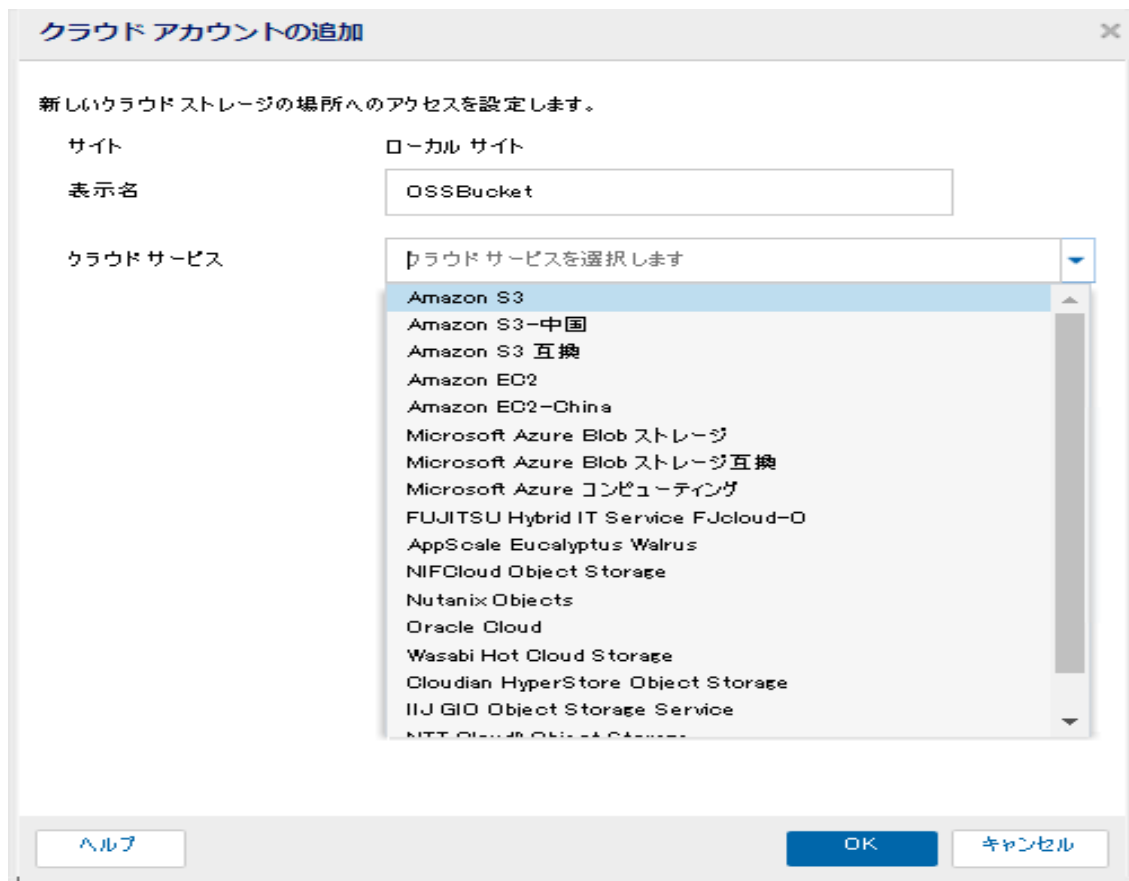 クラウド アカウントの追加
新しいクラウド ストレージの場所へのアクセスを設定します。
サイト ローカル サイト
表示名 OSSBucket
クラウド サービス クラウド サービスを選択します
Amazon S3
Amazon S3-中国
Amazon S3 互換
Amazon EC2
Amazon EC2-China
Microsoft Azure Blob ストレージ
Microsoft Azure Blob ストレージ互換
Microsoft Azure コンピューティング
FUJITSU Hybrid IT Service FJcloud-O
AppScale Eucalyptus Walrus
NIFCloud Object Storage
Nutanix Objects
Oracle Cloud
Wasabi Hot Cloud Storage
Cloudian HyperStore Object Storage
IIJ GIO Object Storage Service
NTT Object Storage
ヘルプ OK キャンセル